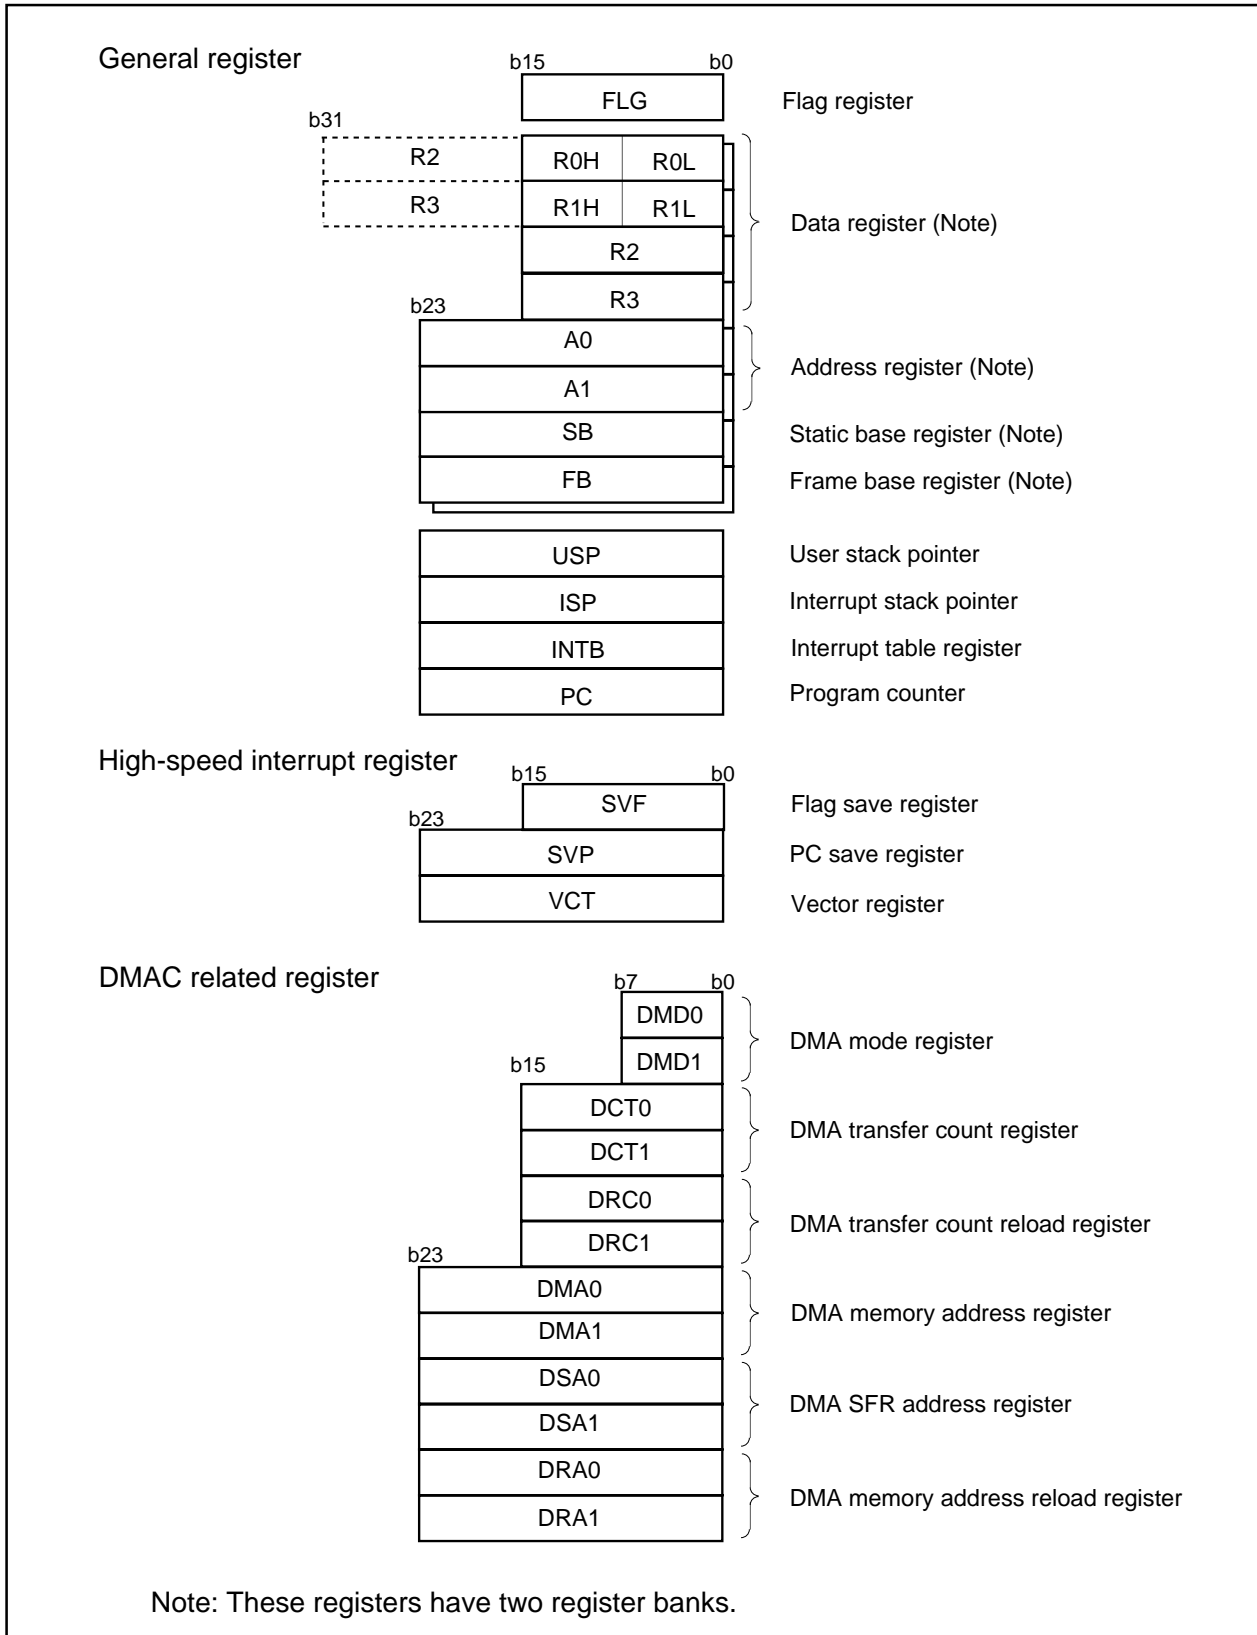 General register
b15 b0
FLG Flag register
b31
R2 R0H R0L
R3 R1H R1L
Data register (Note)
R2
R3
b23
A0
Address register (Note)
A1
SB Static base register (Note)
FB Frame base register (Note)
USP User stack pointer
ISP Interrupt stack pointer
INTB Interrupt table register
PC Program counter
High-speed interrupt register
b15 b0
SVF Flag save register
b23
SVP PC save register
VCT Vector register
DMAC related register
b7 b0
DMD0
DMA mode register
DMD1
b15
DCT0
DMA transfer count register
DCT1
DRC0
DMA transfer count reload register
DRC1
b23
DMA0
DMA memory address register
DMA1
DSA0
DMA SFR address register
DSA1
DRA0
DMA memory address reload register
DRA1
Note: These registers have two register banks.